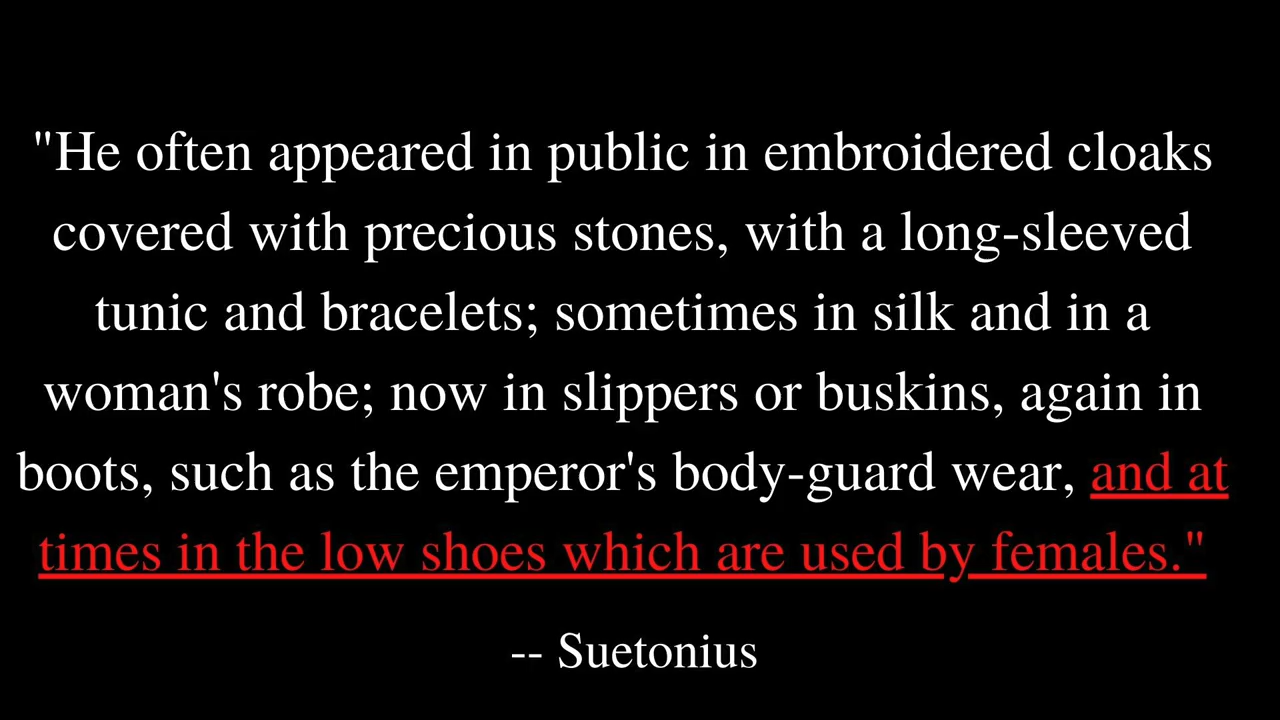 "He often appeared in public in embroidered cloaks
covered with precious stones, with a long-sleeved
tunic and bracelets; sometimes in silk and in a
woman's robe; now in slippers or buskins, again in
boots, such as the emperor's body-guard wear, and at
times in the low shoes which are used by females."
-- Suetonius